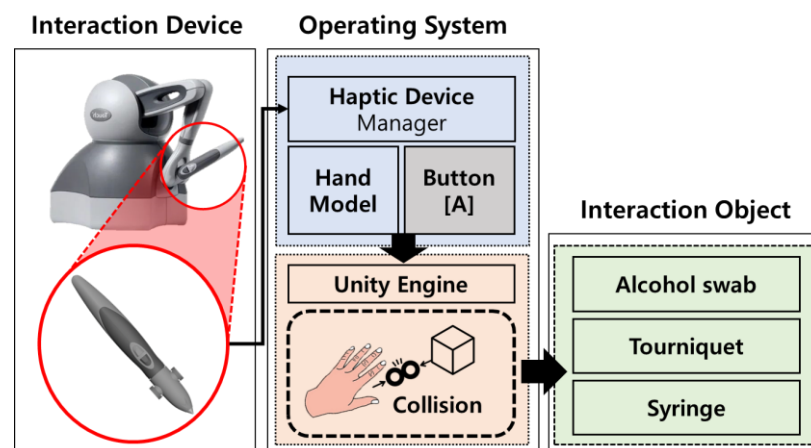 Interaction Device
Operating System
Haptic Device
Manager
Hand
Model
Button
[A]
Unity Engine
Collision
Interaction Object
Alcohol swab
Tourniquet
Syringe